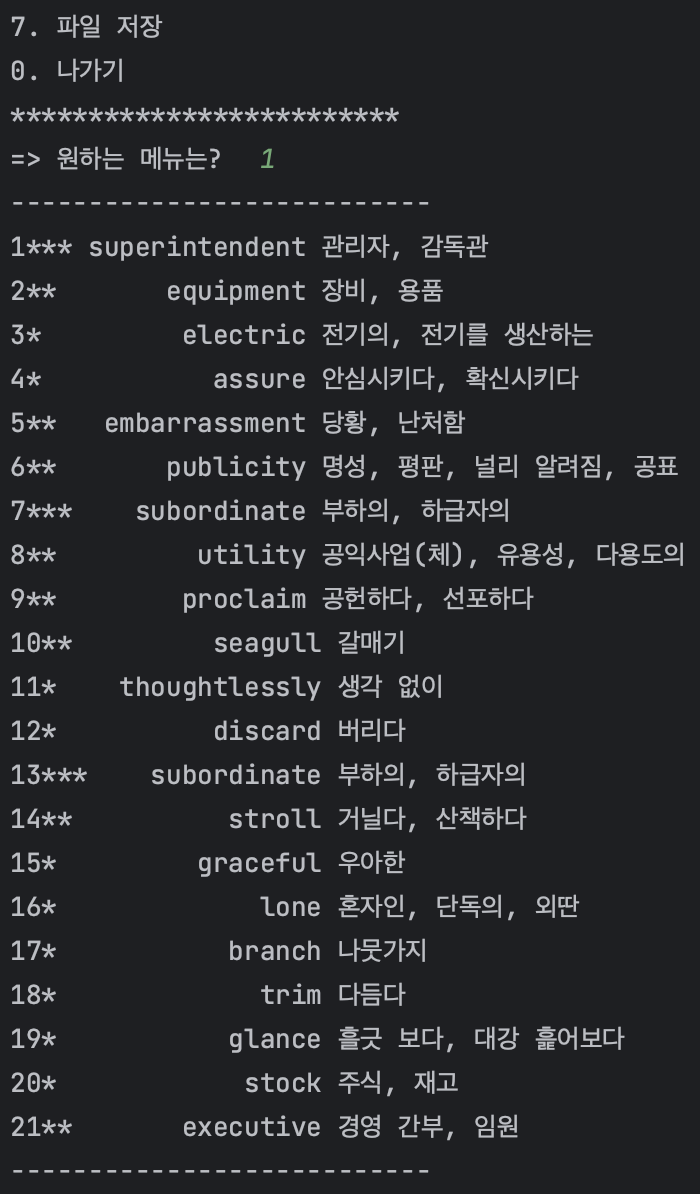 7. 파일 저장
0. 나가기
*************************
=> 원하는 메뉴는? 1
---------------------------
1*** superintendent 관리자, 감독관
2** equipment 장비, 용품
3* electric 전기의, 전기를 생산하는
4* assure 안심시키다, 확신시키다
5** embarrassment 당황, 난처함
6** publicity 명성, 평판, 널리 알려짐, 공표
7*** subordinate 부하의, 하급자의
8** utility 공익사업(체), 유용성, 다용도의
9** proclaim 공헌하다, 선포하다
10** seagull 갈매기
11* thoughtlessly 생각 없이
12* discard 버리다
13*** subordinate 부하의, 하급자의
14** stroll 거닐다, 산책하다
15* graceful 우아한
16* lone 혼자인, 단독의, 외딴
17* branch 나뭇가지
18* trim 다듬다
19* glance 흘긋 보다, 대강 훑어보다
20* stock 주식, 재고
21** executive 경영 간부, 임원
---------------------------